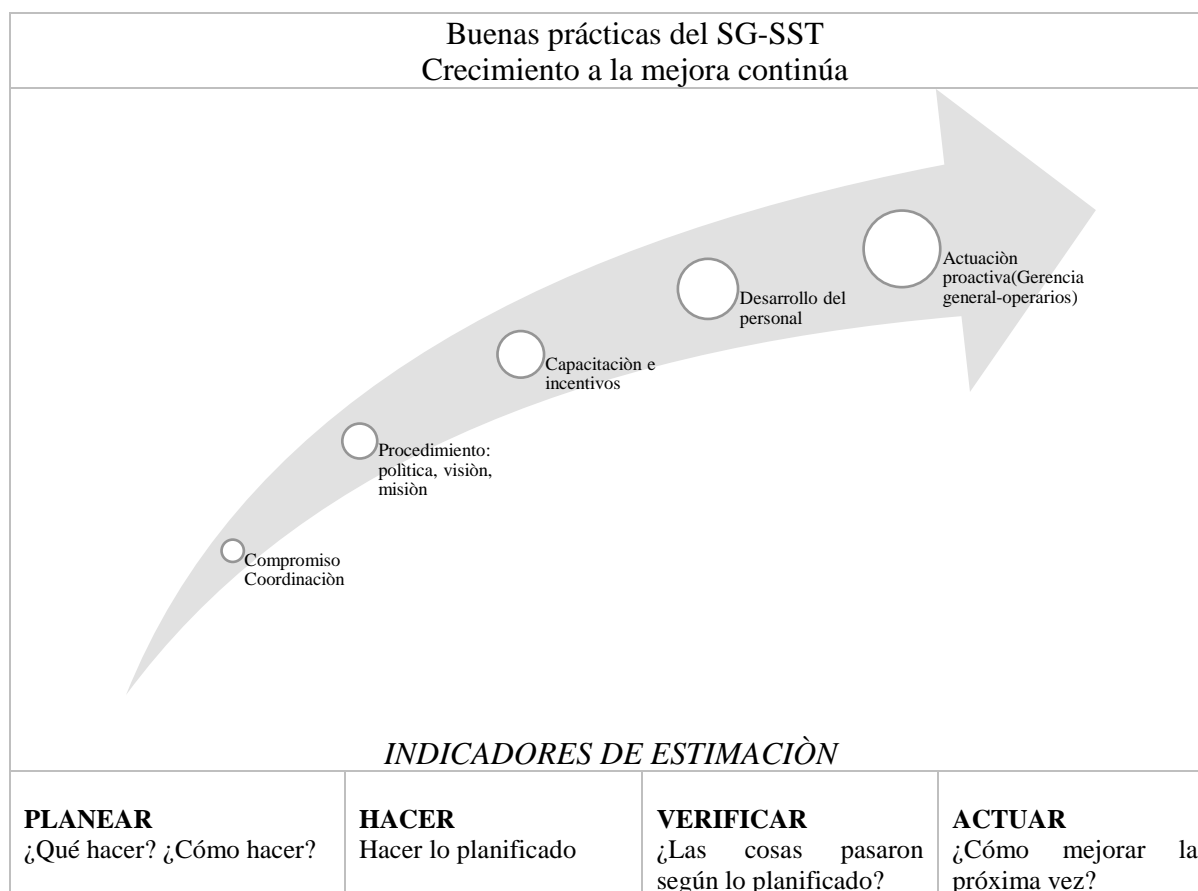 Buenas prácticas del SG-SST
Crecimiento a la mejora continúa
Actuaciòn
proactiva(Gerencia
general-operarios)
Desarrollo del
personal
Capacitaciòn e
incentivos
Procedimiento:
polìtica, visiòn,
misiòn
Compromiso
Coordinaciòn
INDICADORES DE ESTIMACIÒN
PLANEAR
¿Qué hacer? ¿Cómo hacer?
HACER
Hacer lo planificado
VERIFICAR
¿Las cosas pasaron
según lo planificado?
ACTUAR
¿Cómo mejorar la
próxima vez?